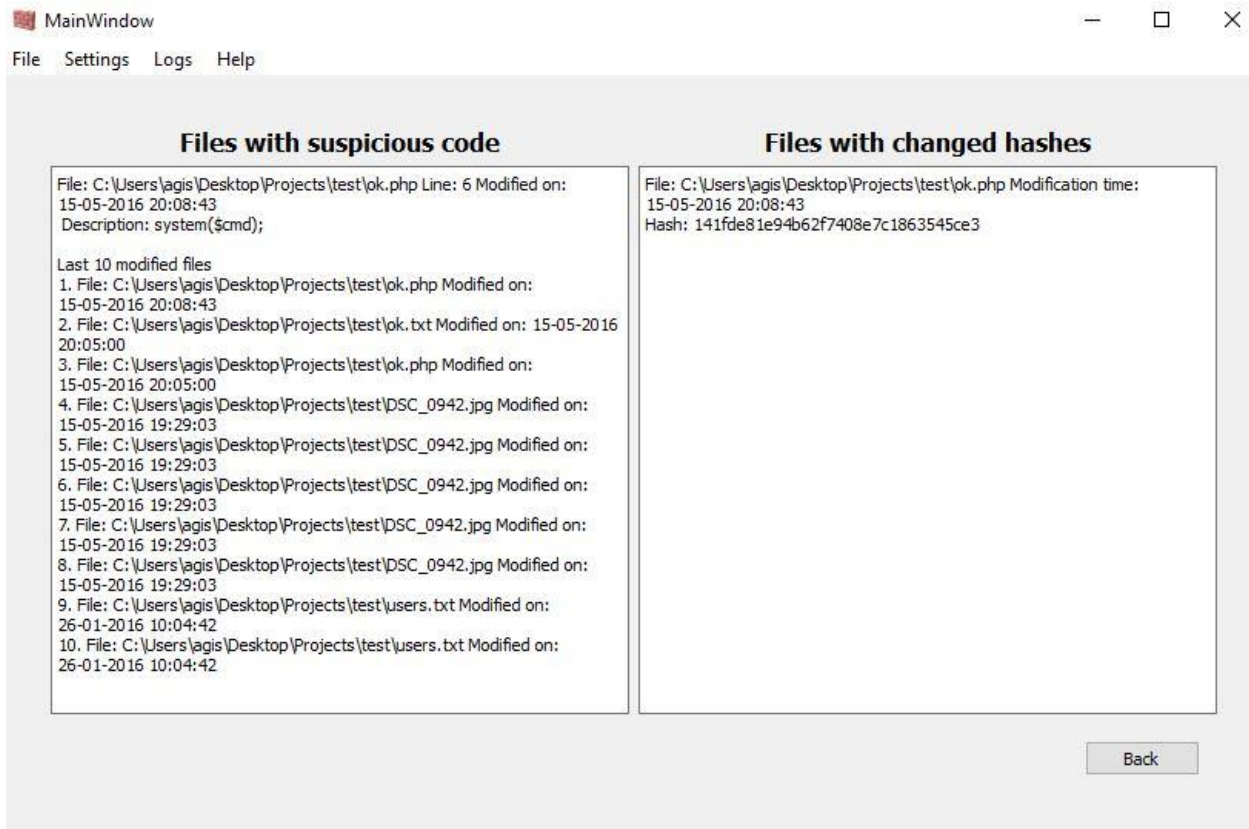 MainWindow
File Settings Logs Help
Files with suspicious code
File: C:\Users\agis\Desktop\Projects\test\ok.php Line: 6 Modified on:
15-05-2016 20:08:43
Description: system($cmd);
Last 10 modified files
1. File: C:\Users\agis\Desktop\Projects\test\ok.php Modified on:
15-05-2016 20:08:43
2. File: C:\Users\agis\Desktop\Projects\test\ok.txt Modified on: 15-05-2016
20:05:00
3. File: C:\Users\agis\Desktop\Projects\test\ok.php Modified on:
15-05-2016 20:05:00
4. File: C:\Users\agis\Desktop\Projects\test\DSC_0942.jpg Modified on:
15-05-2016 19:29:03
5. File: C:\Users\agis\Desktop\Projects\test\DSC_0942.jpg Modified on:
15-05-2016 19:29:03
6. File: C:\Users\agis\Desktop\Projects\test\DSC_0942.jpg Modified on:
15-05-2016 19:29:03
7. File: C:\Users\agis\Desktop\Projects\test\DSC_0942.jpg Modified on:
15-05-2016 19:29:03
8. File: C:\Users\agis\Desktop\Projects\test\DSC_0942.jpg Modified on:
15-05-2016 19:29:03
9. File: C:\Users\agis\Desktop\Projects\test\users.txt Modified on:
26-01-2016 10:04:42
10. File: C:\Users\agis\Desktop\Projects\test\users.txt Modified on:
26-01-2016 10:04:42
Files with changed hashes
File: C:\Users\agis\Desktop\Projects\test\ok.php Modification time:
15-05-2016 20:08:43
Hash: 141fde81e94b62f7408e7c1863545ce3
Back